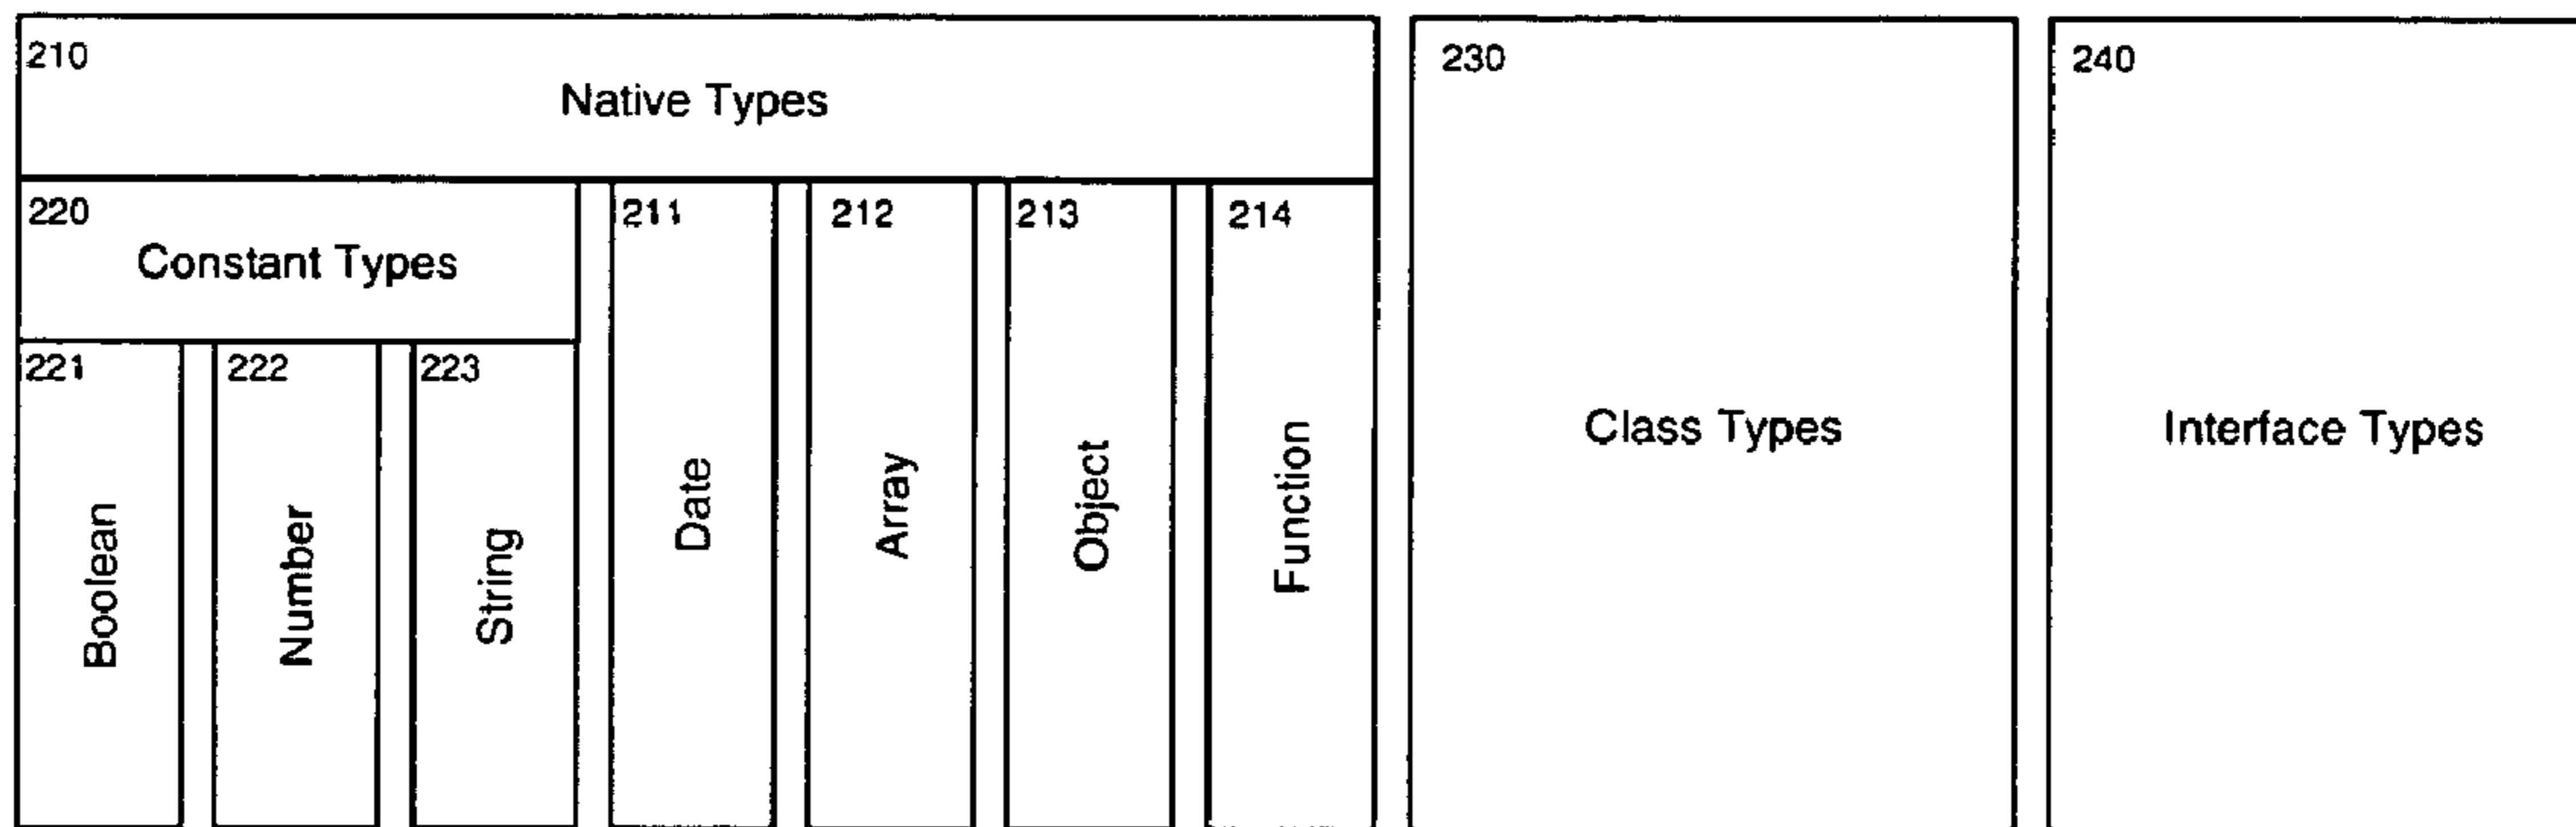 210
Native Types
230
Class Types
240
Interface Types
220
Constant Types
211
Date
212
Array
213
Object
214
Function
221
Boolean
222
Number
223
String